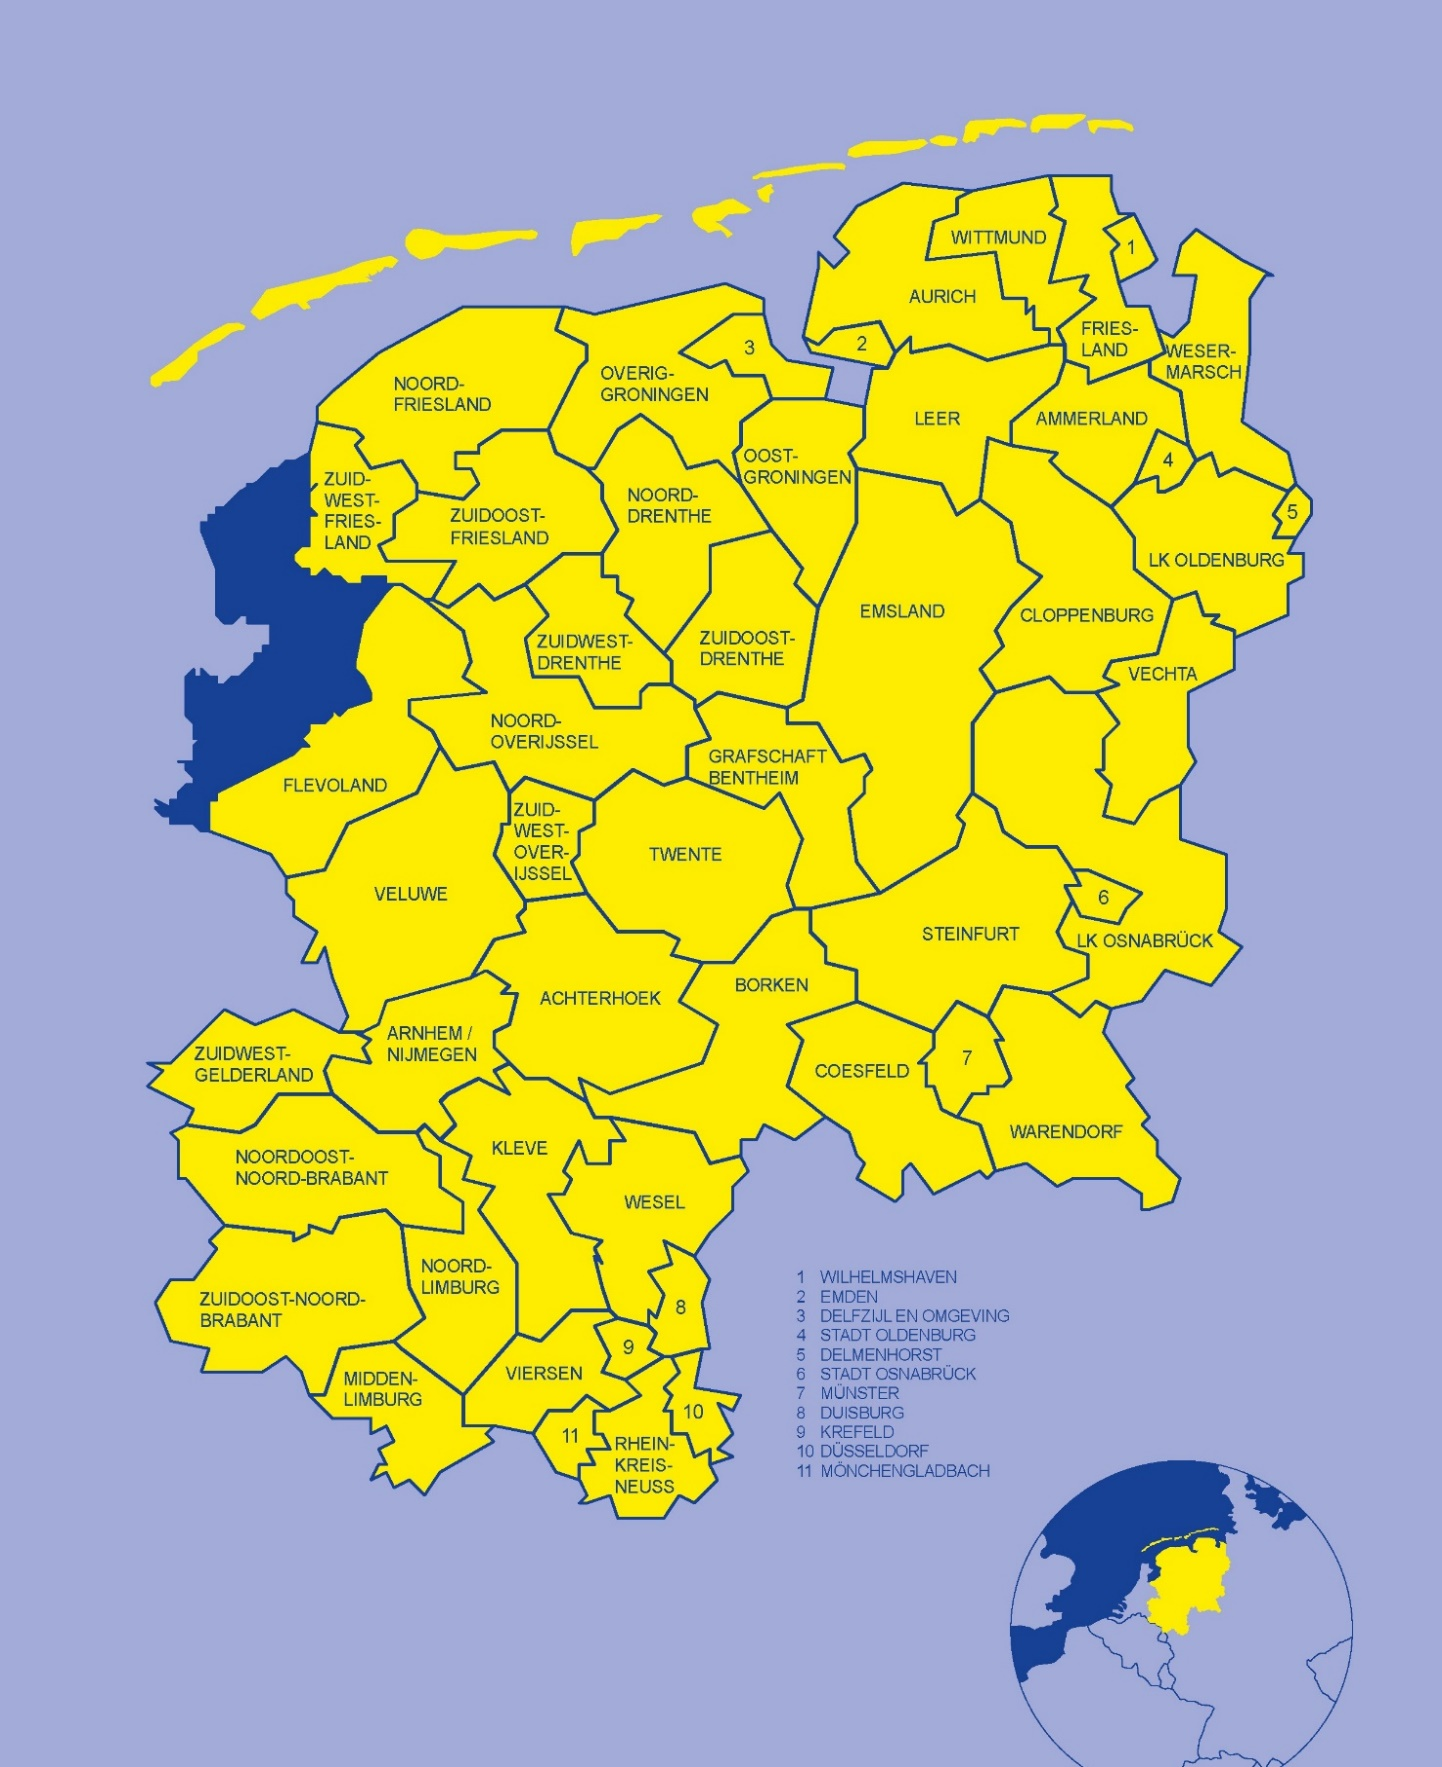 WITTMUND
1
AURICH
FRIES-
LAND
WESER-
MARSCH
2
3
NOORD-
FRIESLAND
OVERIG-
GRONINGEN
LEER
AMMERLAND
4
OOST-
GRONINGEN
ZUID-
WEST-
FRIES-
LAND
ZUIDOOST-
FRIESLAND
NOORD-
DRENTHE
5
LK OLDENBURG
EMSLAND
CLOPPENBURG
ZUIDWEST-
DRENTHE
ZUIDOOST-
DRENTHE
VECHTA
NOORD-
OVERIJSSEL
GRAFSCHAFT
BENTHEIM
FLEVOLAND
ZUID-
WEST-
OVER-
IJSSEL
TWENTE
VELUWE
6
STEINFURT
LK OSNABRÜCK
ACHTERHOEK
BORKEN
ARNHEM /
NIJMEGEN
ZUIDWEST-
GELDERLAND
COESFELD
7
WARENDORF
KLEVE
NOORDOOST-
NOORD-BRABANT
WESEL
NOORD-
LIMBURG
ZUIDOOST-NOORD-
BRABANT
8
9
VIERSEN
MIDDEN-
LIMBURG
10
11
RHEIN-
KREIS-
NEUSS
1 WILHELMSHAVEN
2 EMDEN
3 DELFZIJL EN OMGEVING
4 STADT OLDENBURG
5 DELMENHORST
6 STADT OSNABRÜCK
7 MÜNSTER
8 DUISBURG
9 KREFELD
10 DÜSSELDORF
11 MÖNCHENGLADBACH